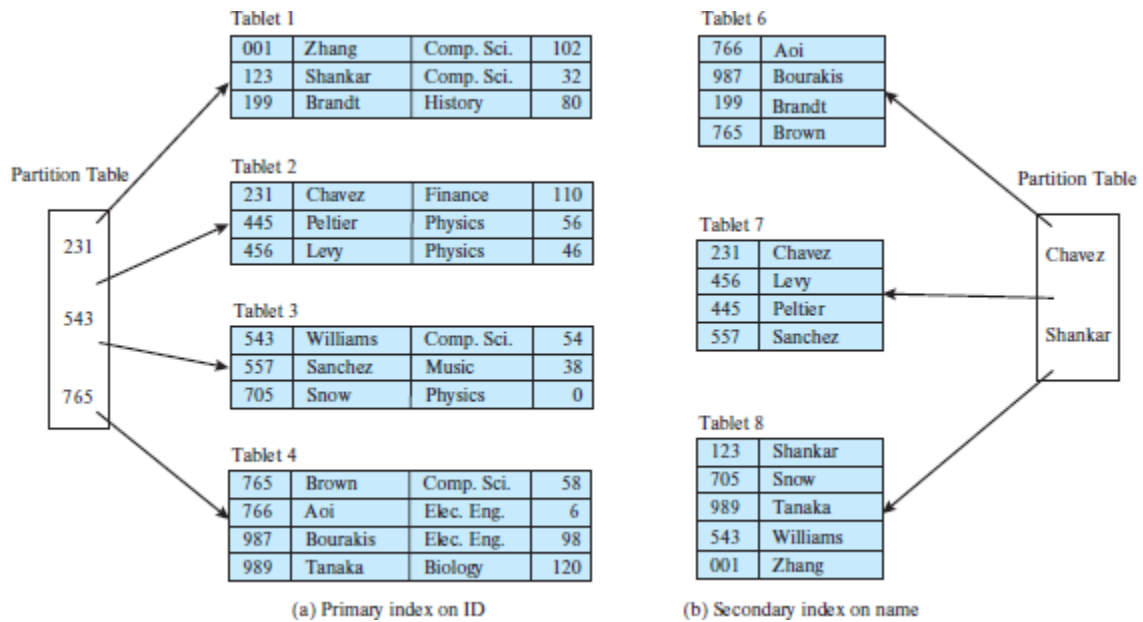 Tablet 1
001 Zhang Comp. Sci. 102
123 Shankar Comp. Sci. 32
199 Brandt History 80
Partition Table
231
543
765
Tablet 2
231 Chavez Finance 110
445 Peltier Physics 56
456 Levy Physics 46
Tablet 3
543 Williams Comp. Sci. 54
557 Sanchez Music 38
705 Snow Physics 0
Tablet 4
765 Brown Comp. Sci. 58
766 Aoi Elec. Eng. 6
987 Bourakis Elec. Eng. 98
989 Tanaka Biology 120
(a) Primary index on ID
Tablet 6
766 Aoi
987 Bourakis
199 Brandt
765 Brown
Tablet 7
231 Chavez
456 Levy
445 Peltier
557 Sanchez
Tablet 8
123 Shankar
705 Snow
989 Tanaka
543 Williams
001 Zhang
Partition Table
Chavez
Shankar
(b) Secondary index on name